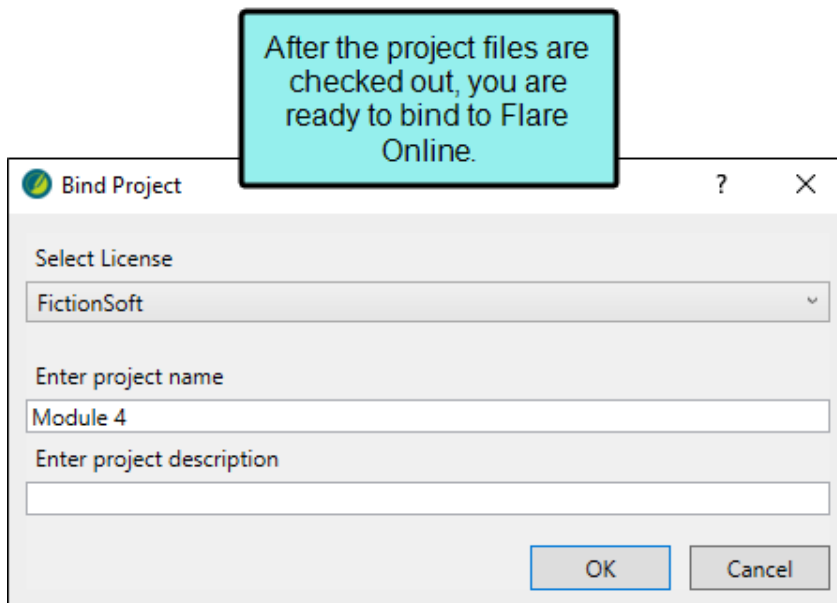 After the project files are
checked out, you are
ready to bind to Flare
Online.
Bind Project
?
Select License
FictionSoft
Enter project name
Module 4
Enter project description
OK
Cancel